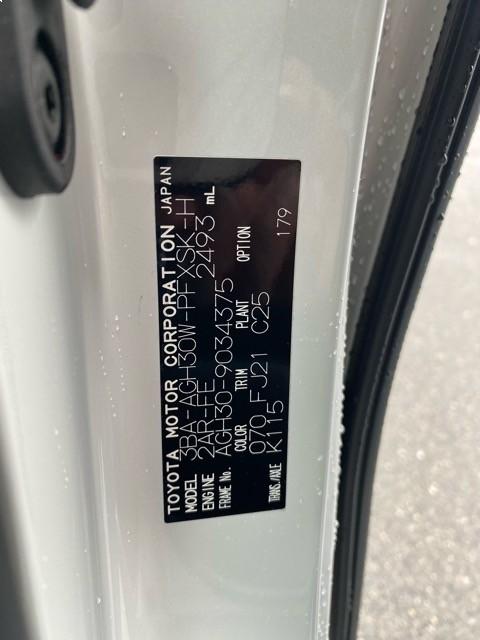 TOYOTA MOTOR CORPORATION JAPAN
MODEL 3BA-AGH30W-PFXSK-H
ENGINE 2AR-FE 2493 mL
FRAME No. AGH30-9034375
COLOR TRIM PLANT OPTION
070 FJ21 C25
TRANS./AXLE K115 179